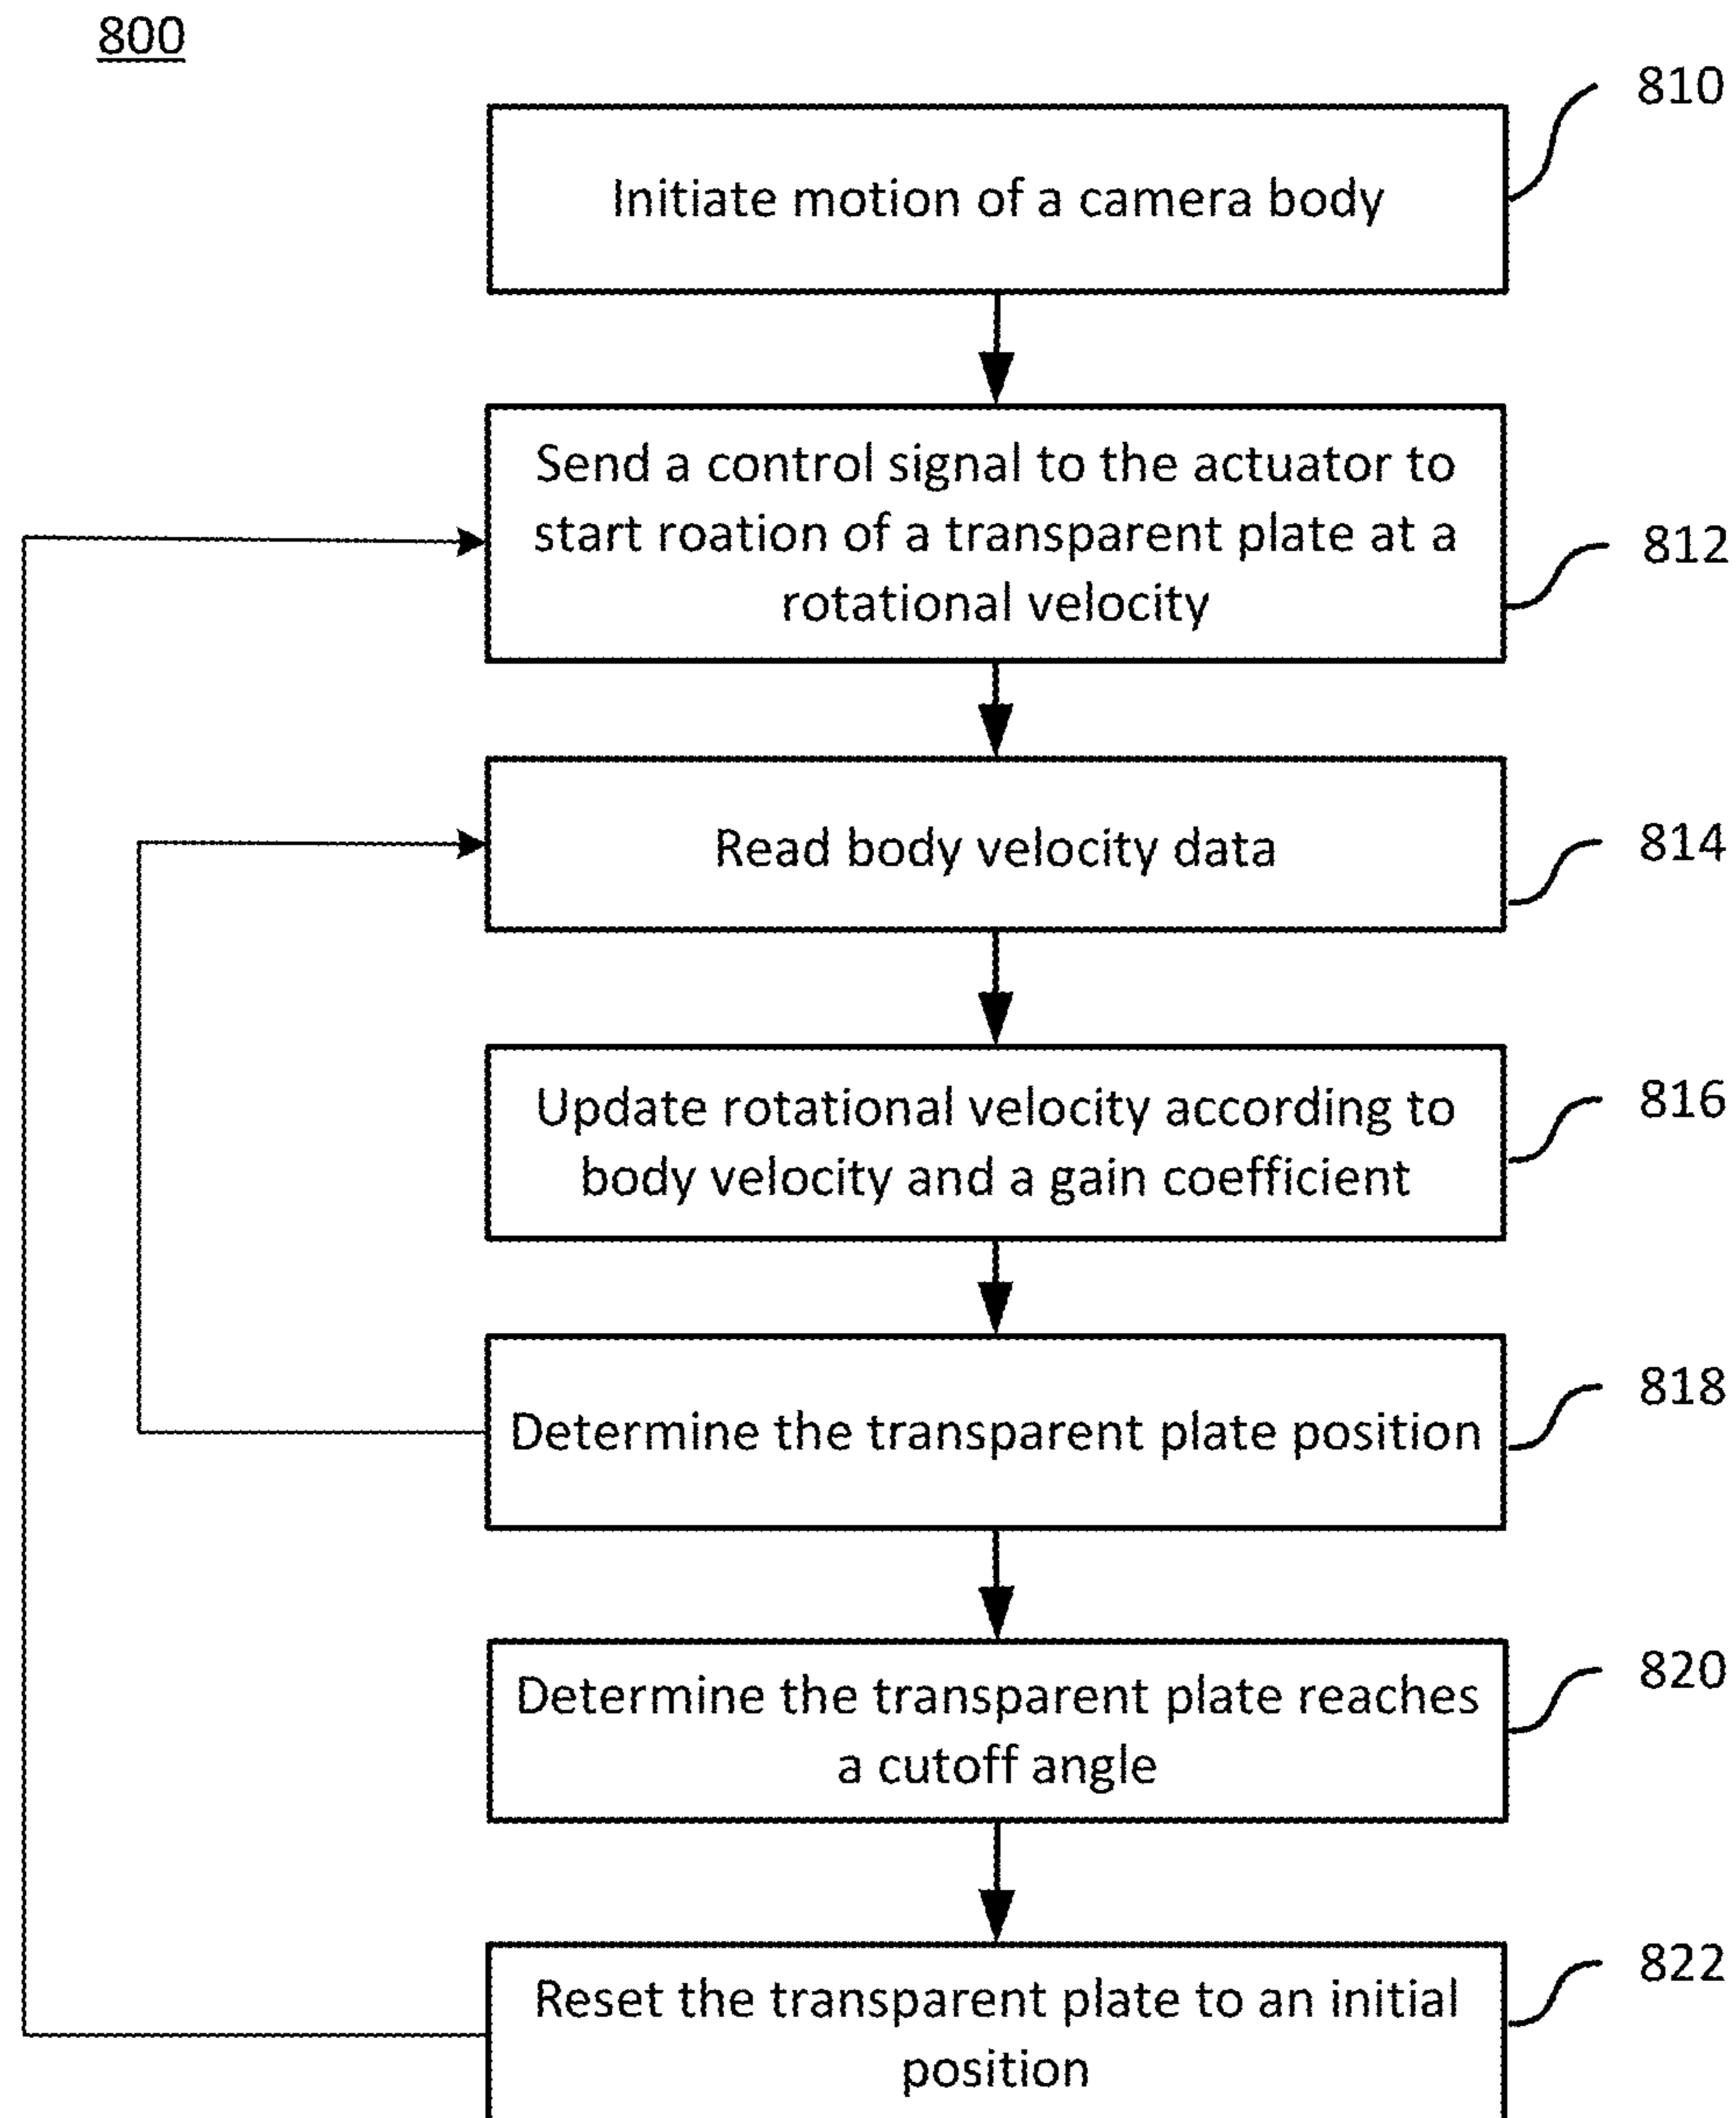 800
810
Initiate motion of a camera body
Send a control signal to the actuator to
start roation of a transparent plate at a
rotational velocity
812
Read body velocity data
814
Update rotational velocity according to
body velocity and a gain coefficient
816
Determine the transparent plate position
818
Determine the transparent plate reaches
a cutoff angle
820
Reset the transparent plate to an initial
position
822